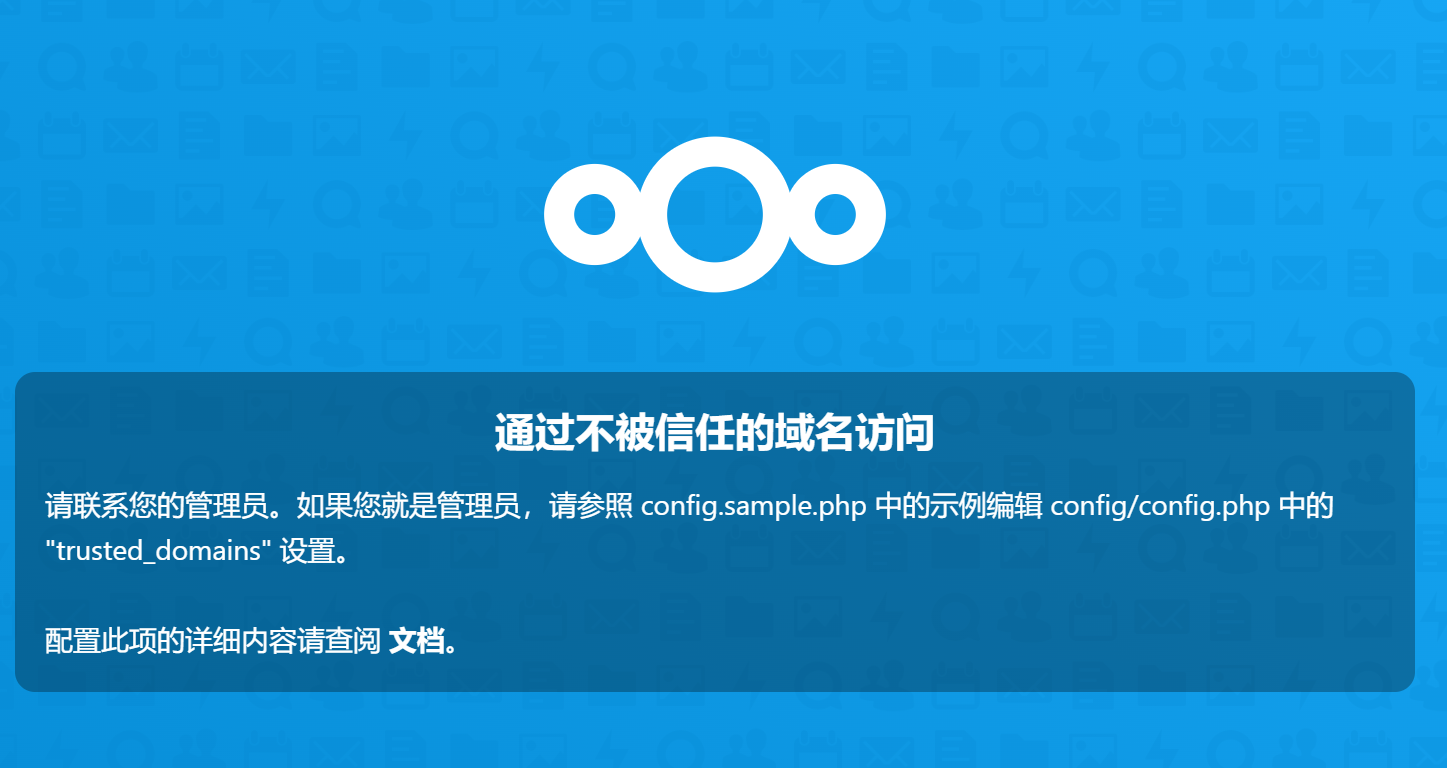 通过不被信任的域名访问
请联系您的管理员。如果您就是管理员，请参照 config.sample.php 中的示例编辑 config/config.php 中的
"trusted_domains" 设置。
配置此项的详细内容请查阅 文档。